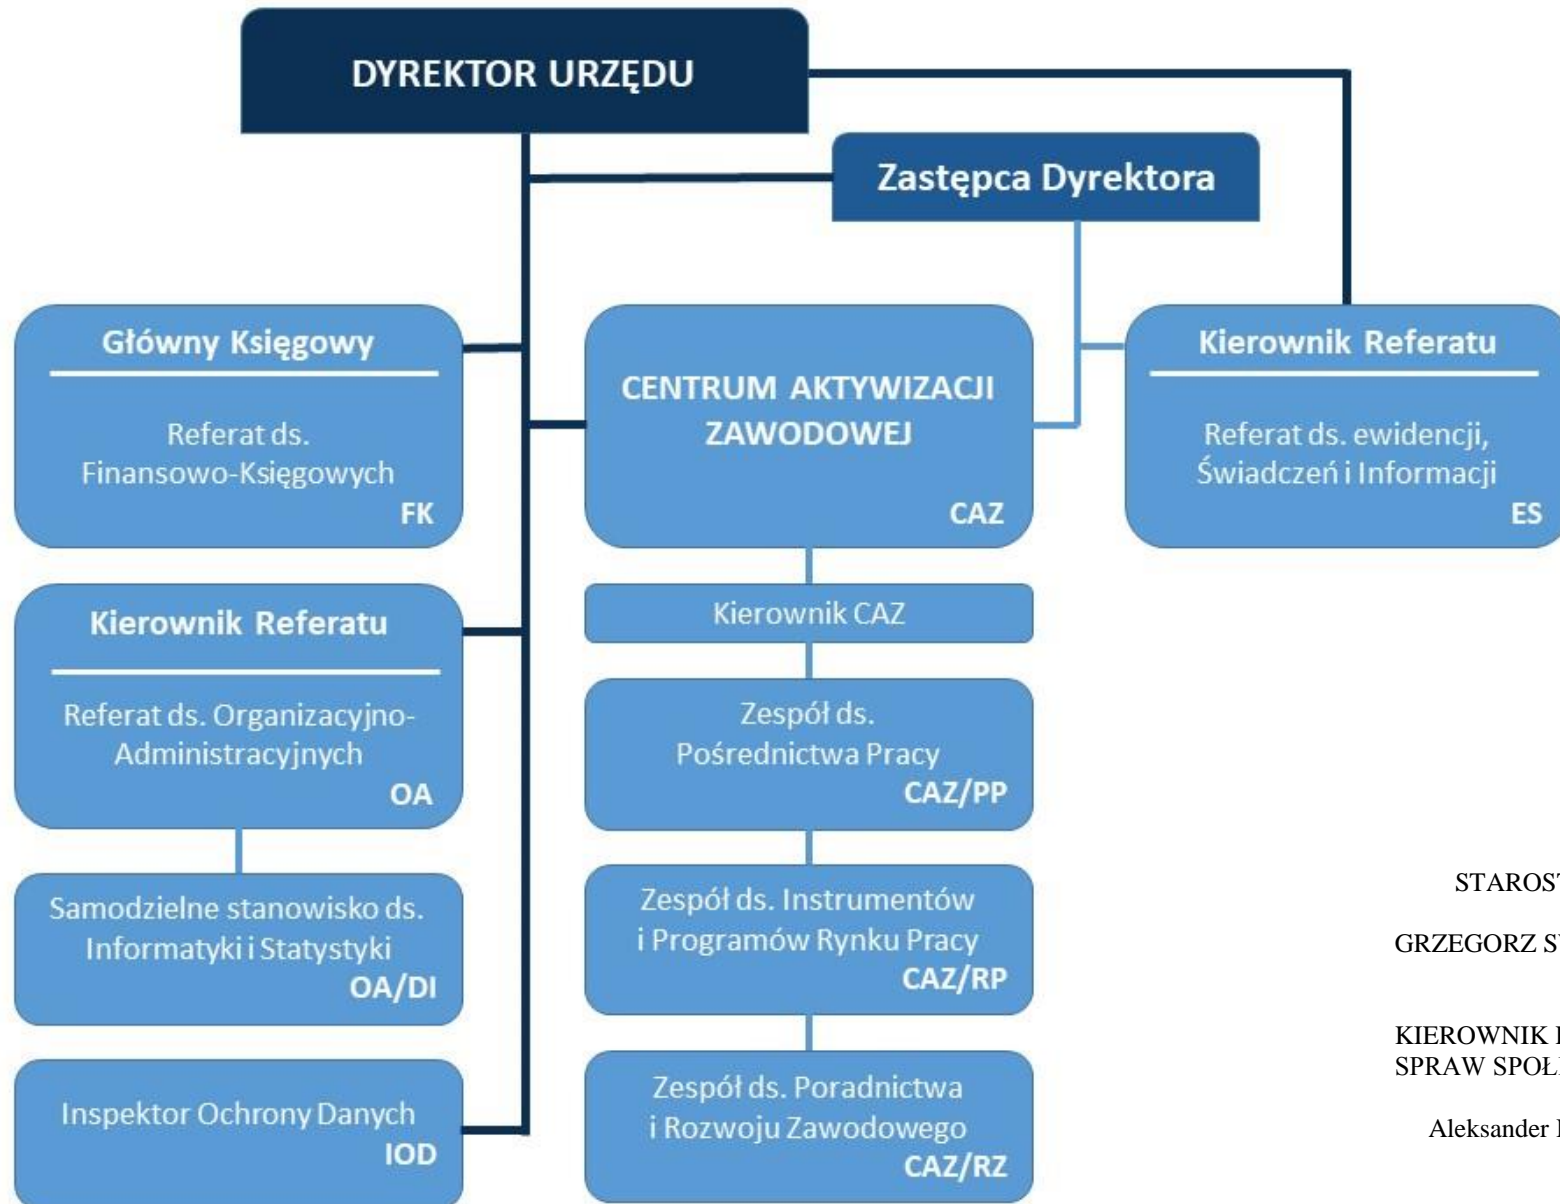 DYREKTOR URZĘDU
Zastępca Dyrektora
Główny Księgowy
Referat ds.
Finansowo-Księgowych
FK
CENTRUM AKTYWIZACJI
ZAWODOWEJ
CAZ
Kierownik Referatu
Referat ds. ewidencji,
Świadczeń i Informacji
ES
Kierownik Referatu
Referat ds. Organizacyjno-
Administracyjnych
OA
Samodzielne stanowisko ds.
Informatyki i Statystyki
OA/DI
Inspektor Ochrony Danych
IOD
Kierownik CAZ
Zespół ds.
Pośrednictwa Pracy
CAZ/PP
Zespół ds. Instrumentów
i Programów Rynku Pracy
CAZ/RP
Zespół ds. Poradnictwa
i Rozwoju Zawodowego
CAZ/RZ
GRZEGORZ
KIEROWNIK
SPRAW
Aleksander